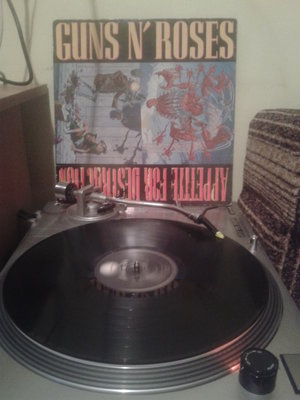 GUNS N' ROSES
APPETITE FOR DESTRUCTION